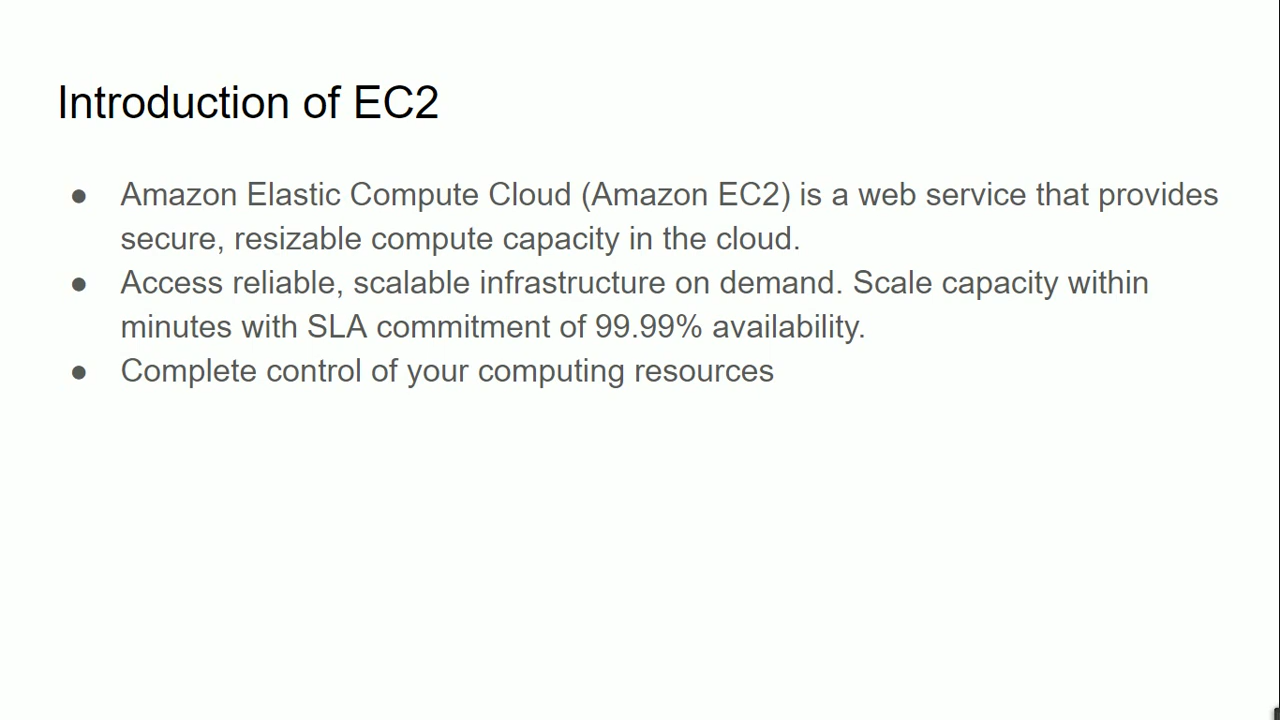 Introduction of EC2
● Amazon Elastic Compute Cloud (Amazon EC2) is a web service that provides
secure, resizable compute capacity in the cloud.
● Access reliable, scalable infrastructure on demand. Scale capacity within
minutes with SLA commitment of 99.99% availability.
● Complete control of your computing resources